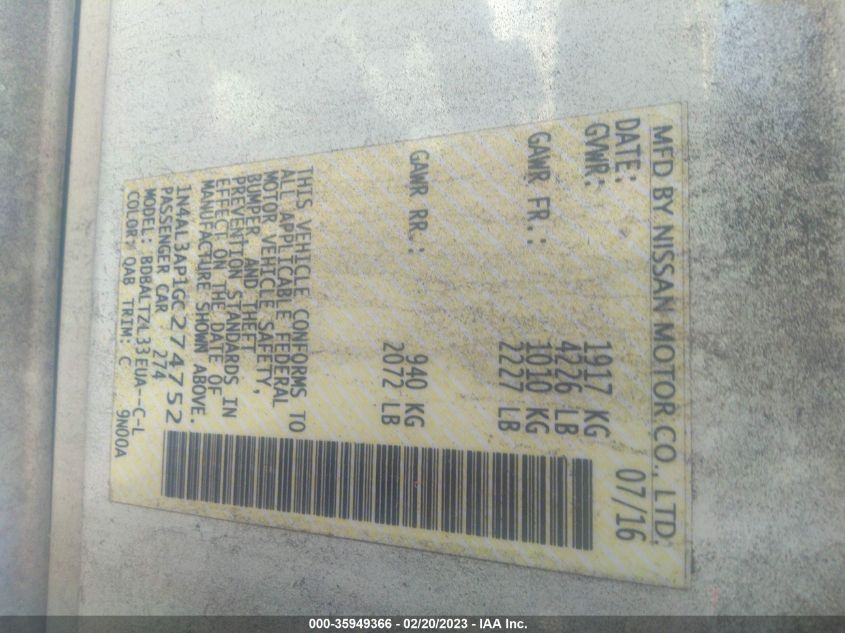 MFD BY NISSAN MOTOR CO., LTD.
DATE: 07/16
GVWR: 1917 KG
4226 LB
GAWR FR.: 1010 KG
2227 LB
GAWR RR.: 940 KG
2072 LB
THIS VEHICLE CONFORMS TO
ALL APPLICABLE FEDERAL
MOTOR VEHICLE SAFETY,
BUMPER AND THEFT
PREVENTION STANDARDS IN
EFFECT ON THE DATE OF
MANUFACTURE SHOWN ABOVE.
1N4AL3AP1GC274752
PASSENGER CAR 274
MODEL: BDBALTZL33EUA-C-L
COLOR: QAB TRIM: C 9N00A
000-35949366 - 02/20/2023 - IAA Inc.